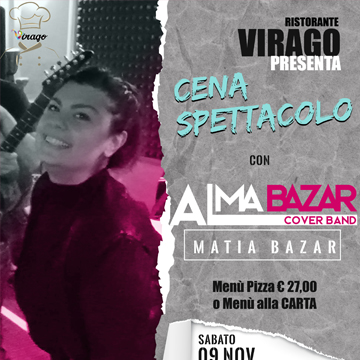 Virago
RISTORANTE
VIRAGO
PRESENTA
CENA
SPETTACOLO
CON
ALMA BAZAR
COVER BAND
MATIA BAZAR
Menù Pizza € 27,00
o Menù alla CARTA
SABATO
09 NOV